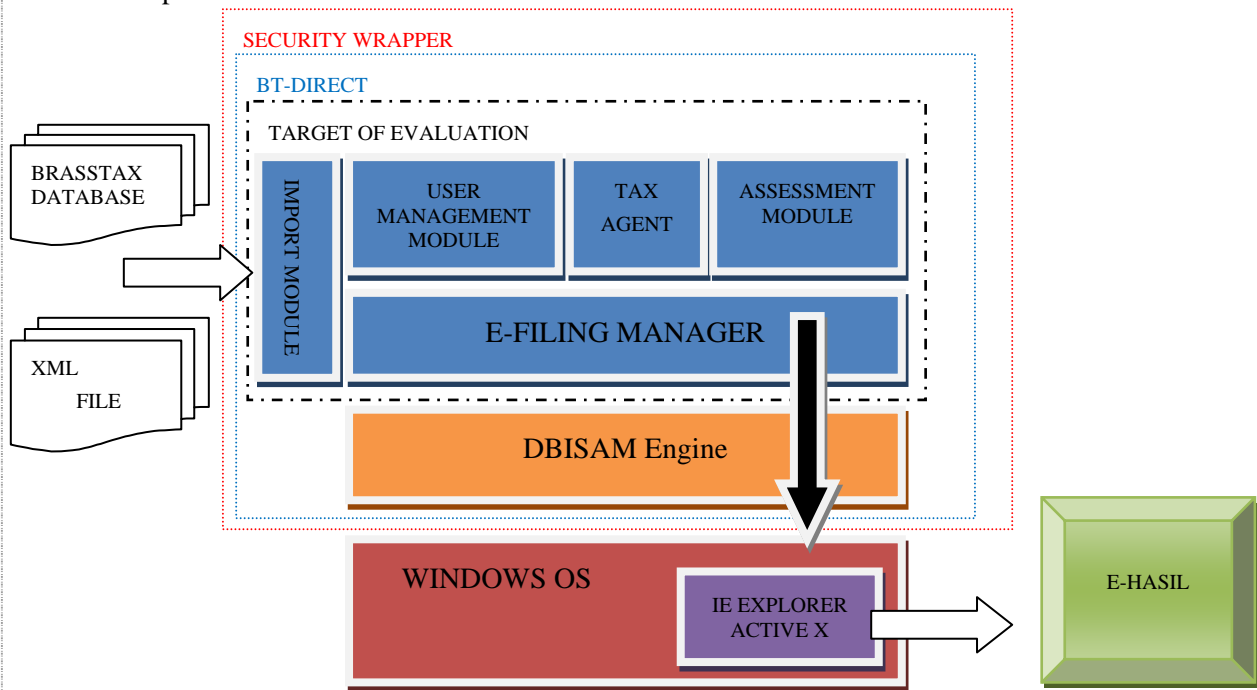 SECURITY WRAPPER
BT-DIRECT
TARGET OF EVALUATION
BRASSTAX
DATABASE
XML
FILE
IMPORT MODULE
USER
MANAGEMENT
MODULE
TAX
AGENT
ASSESSMENT
MODULE
E-FILING MANAGER
DBISAM Engine
WINDOWS OS
IE EXPLORER
ACTIVE X
E-HASIL